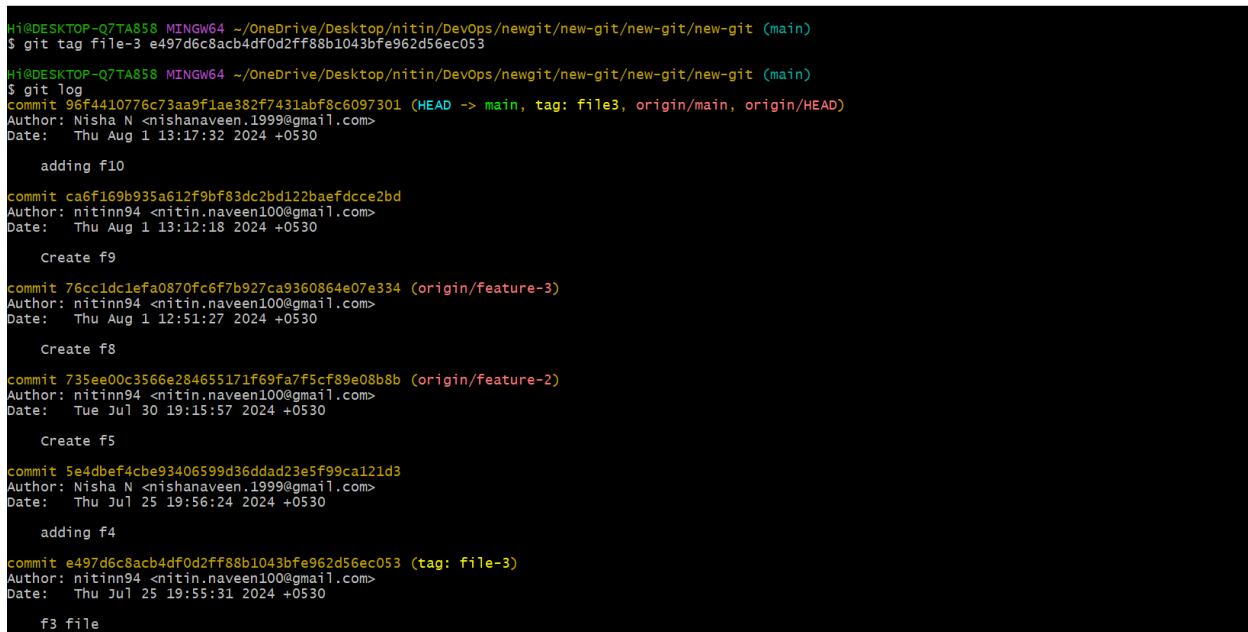 Hi@DESKTOP-Q7TA858 MINGW64 ~/OneDrive/Desktop/nitin/DevOps/newgit/new-git/new-git/new-git (main)
$ git tag file-3 e497d6c8acb4df0d2ff88b1043bfe962d56ec053
Hi@DESKTOP-Q7TA858 MINGW64 ~/OneDrive/Desktop/nitin/DevOps/newgit/new-git/new-git/new-git (main)
$ git log
commit 96f4410776c73aa9f1ae382f7431abf8c6097301 (HEAD -> main, tag: file3, origin/main, origin/HEAD)
Author: Nisha N <nishanaveen.1999@gmail.com>
Date:   Thu Aug 1 13:17:32 2024 +0530
adding f10
commit ca6f169b935a612f9bf83dc2bd122baefdcce2bd
Author: nitinn94 <nitin.naveen100@gmail.com>
Date:   Thu Aug 1 13:12:18 2024 +0530
Create f9
commit 76cc1dc1efa0870fc6f7b927ca9360864e07e334 (origin/feature-3)
Author: nitinn94 <nitin.naveen100@gmail.com>
Date:   Thu Aug 1 12:51:27 2024 +0530
Create f8
commit 735ee00c3566e284655171f69fa7f5cf89e08b8b (origin/feature-2)
Author: nitinn94 <nitin.naveen100@gmail.com>
Date:   Tue Jul 30 19:15:57 2024 +0530
Create f5
commit 5e4dbef4cbe93406599d36ddad23e5f99ca121d3
Author: Nisha N <nishanaveen.1999@gmail.com>
Date:   Thu Jul 25 19:56:24 2024 +0530
adding f4
commit e497d6c8acb4df0d2ff88b1043bfe962d56ec053 (tag: file-3)
Author: nitinn94 <nitin.naveen100@gmail.com>
Date:   Thu Jul 25 19:55:31 2024 +0530
f3 file